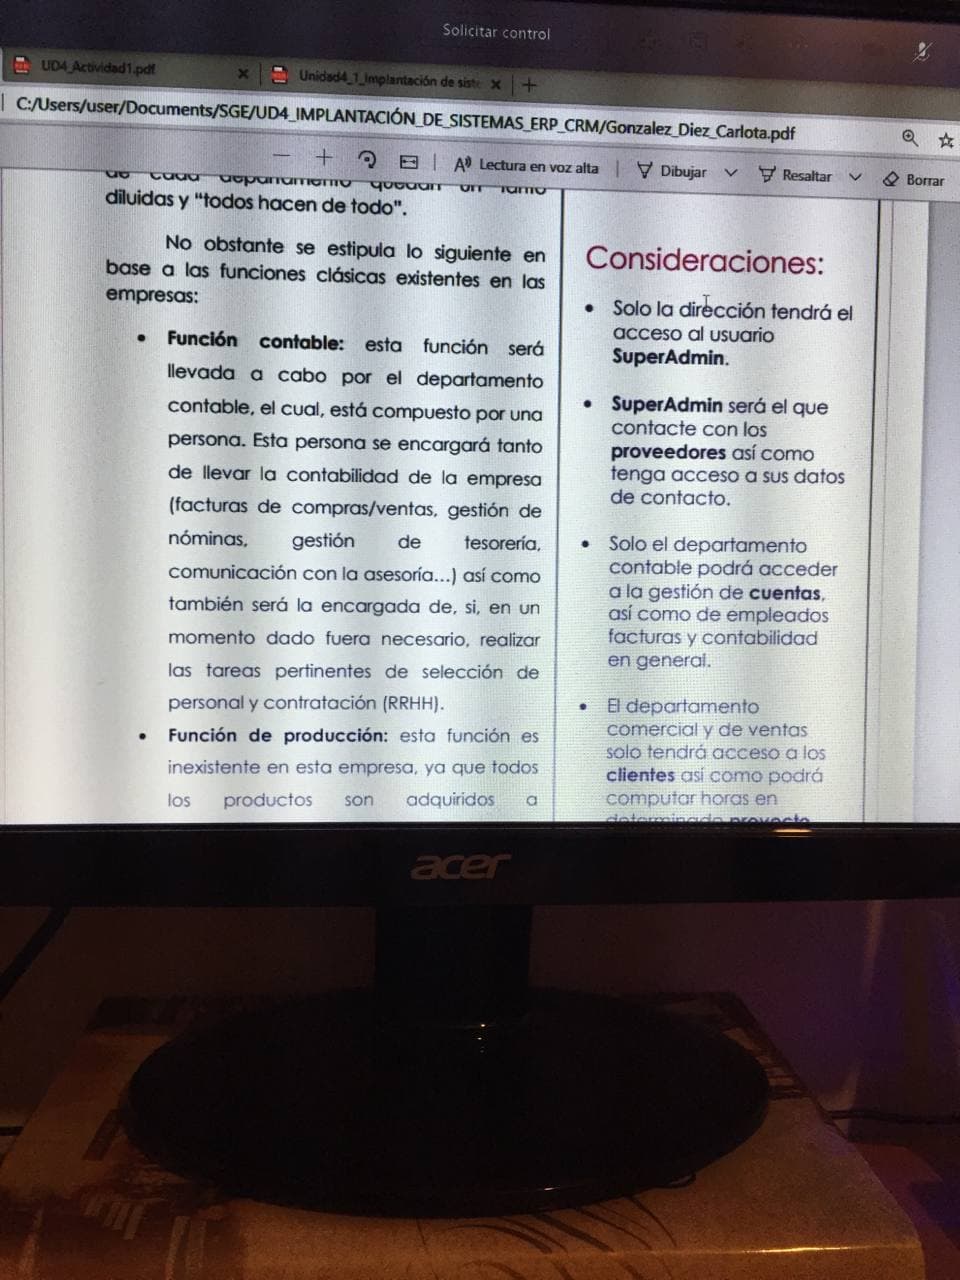 Solicitar control
UD4_Actividad1.pdf
Unidad4_1_Implantación de siste
C:/Users/user/Documents/SGE/UD4_IMPLANTACIÓN_DE_SISTEMAS_ERP_CRM/Gonzalez_Diez_Carlota.pdf
Lectura en voz alta
Dibujar
Resaltar
Borrar
de cada departamento quedan un tanto
diluidas y "todos hacen de todo".
No obstante se estipula lo siguiente en
base a las funciones clásicas existentes en las
empresas:
• Función contable: esta función será
llevada a cabo por el departamento
contable, el cual, está compuesto por una
persona. Esta persona se encargará tanto
de llevar la contabilidad de la empresa
(facturas de compras/ventas, gestión de
nóminas, gestión de tesorería,
comunicación con la asesoría...) así como
también será la encargada de, si, en un
momento dado fuera necesario, realizar
las tareas pertinentes de selección de
personal y contratación (RRHH).
• Función de producción: esta función es
inexistente en esta empresa, ya que todos
los productos son adquiridos a
Consideraciones:
• Solo la dirección tendrá el
acceso al usuario
SuperAdmin.
• SuperAdmin será el que
contacte con los
proveedores así como
tenga acceso a sus datos
de contacto.
• Solo el departamento
contable podrá acceder
a la gestión de cuentas,
así como de empleados
facturas y contabilidad
en general.
• El departamento
comercial y de ventas
solo tendrá acceso a los
clientes así como podrá
computar horas en
determinado proyecto
acer